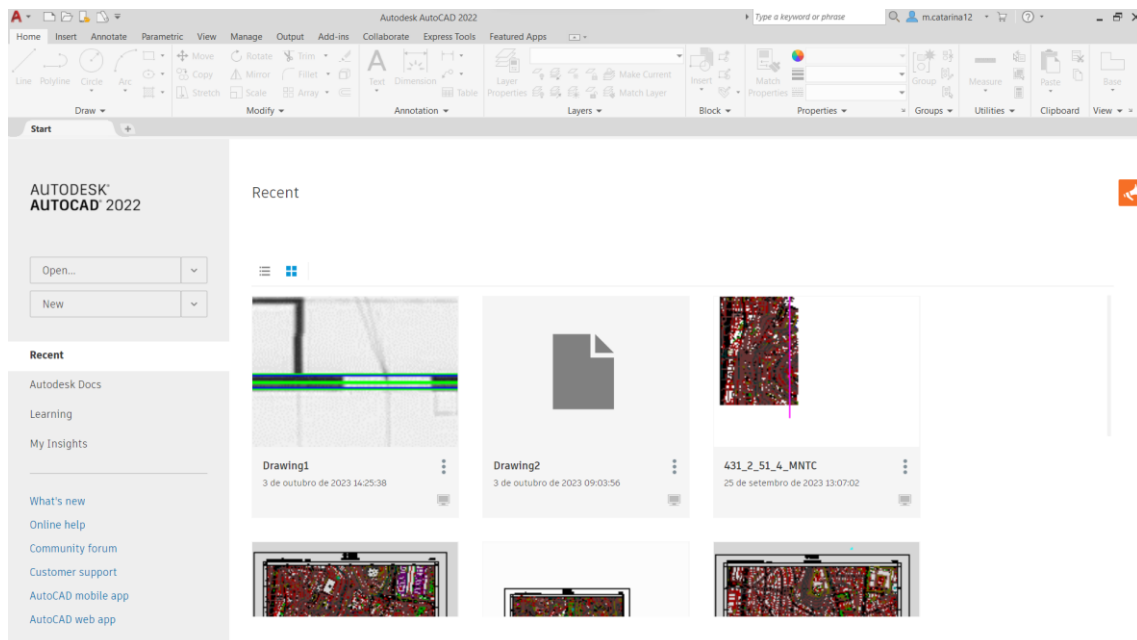 Autodesk AutoCAD 2022
Type a keyword or phrase
m.catarina12
Home Insert Annotate Parametric View Manage Output Add-ins Collaborate Express Tools Featured Apps
Line Polyline Circle Arc
Move Rotate Trim
Copy Mirror Fillet
Stretch Scale Array
Text Dimension
Table
Layer Properties
Make Current
Match Layer
Insert
Match Properties
Group
Measure
Paste
Base
Draw Modify Annotation Layers Block Properties Groups Utilities Clipboard View
Start
AUTODESK®
AUTOCAD® 2022
Open...
New
Recent
Autodesk Docs
Learning
My Insights
What's new
Online help
Community forum
Customer support
AutoCAD mobile app
AutoCAD web app
Recent
Drawing1
3 de outubro de 2023 14:25:38
Drawing2
3 de outubro de 2023 09:03:56
431_2_51_4_MNTC
25 de setembro de 2023 13:07:02